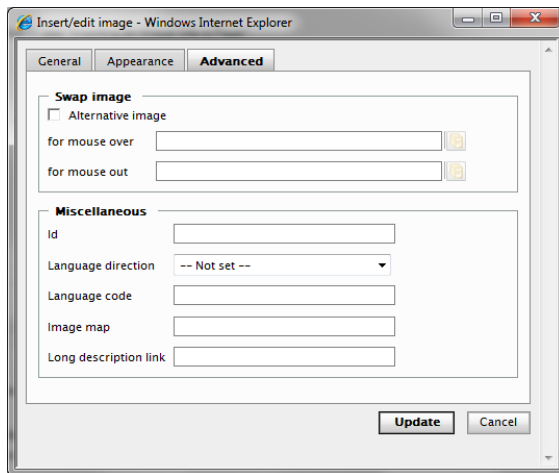 Insert/edit image - Windows Internet Explorer
General Appearance Advanced
Swap image
Alternative image
for mouse over
for mouse out
Miscellaneous
Id
Language direction -- Not set --
Language code
Image map
Long description link
Update Cancel